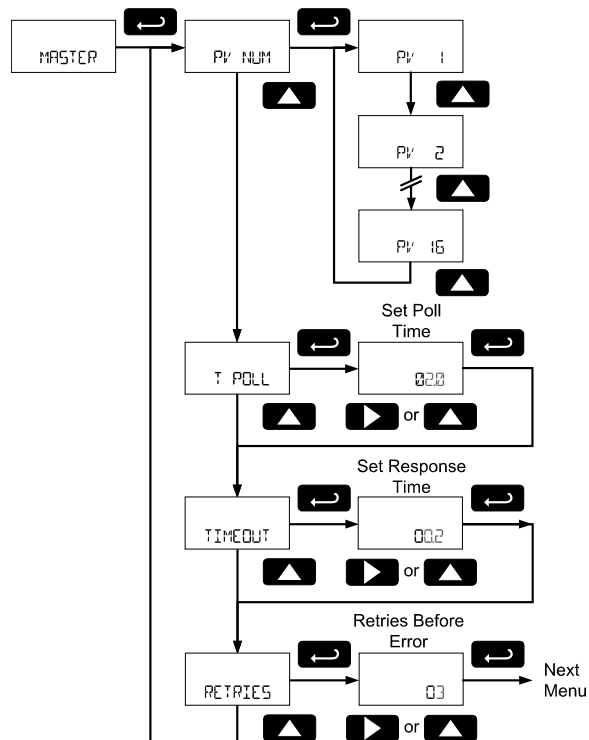 MASTER
PV NUM
PV 1
PV 2
PV 16
Set Poll
Time
T POLL
02.0
or
Set Response
Time
TIMEOUT
00.2
or
Retries Before
Error
RETRIES
03
Next
Menu
or